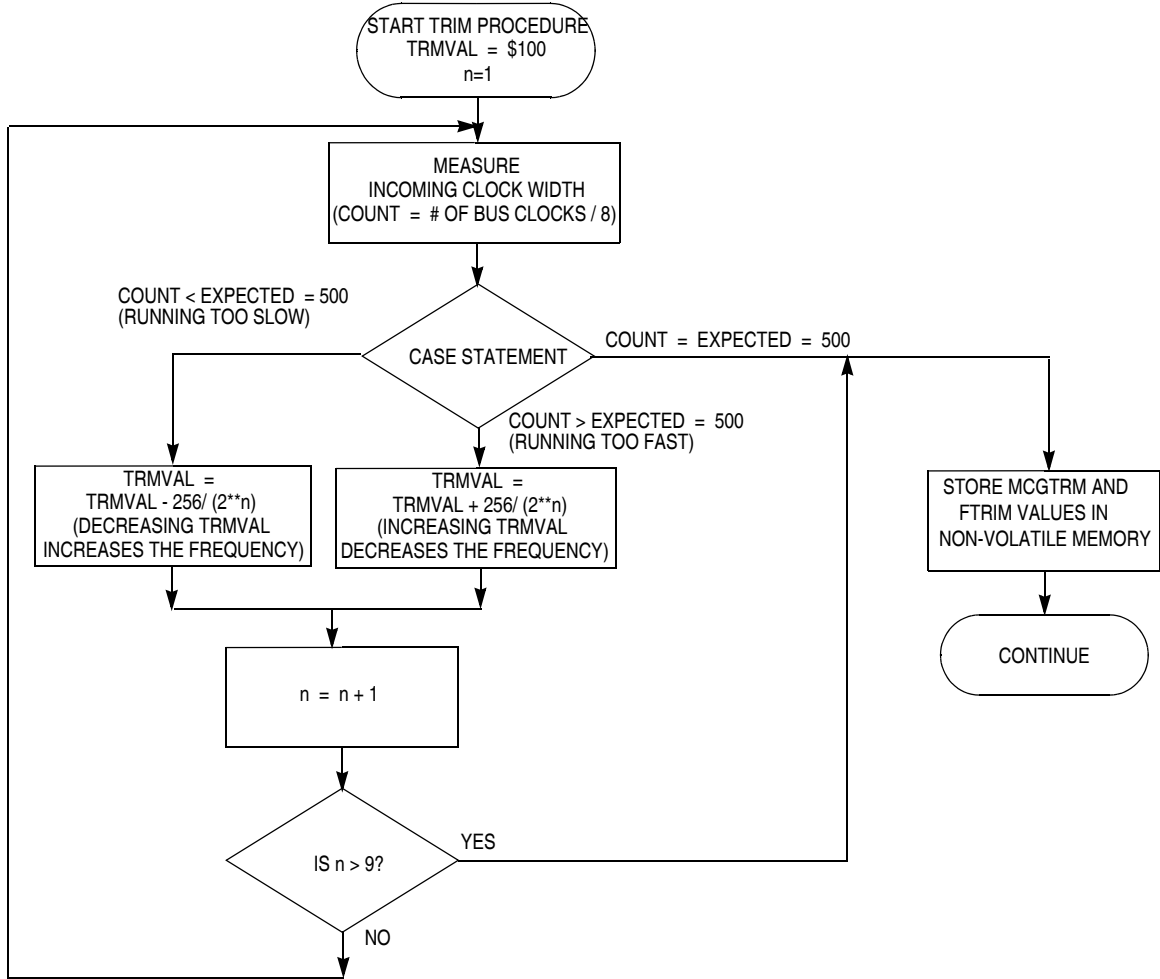 START TRIM PROCEDURE
TRMVAL = $100
n=1
MEASURE
INCOMING CLOCK WIDTH
(COUNT = # OF BUS CLOCKS / 8)
COUNT < EXPECTED = 500
(RUNNING TOO SLOW)
CASE STATEMENT
COUNT = EXPECTED = 500
COUNT > EXPECTED = 500
(RUNNING TOO FAST)
TRMVAL =
TRMVAL - 256/ (2**n)
(DECREASING TRMVAL
INCREASES THE FREQUENCY)
TRMVAL =
TRMVAL + 256/ (2**n)
(INCREASING TRMVAL
DECREASES THE FREQUENCY)
STORE MCGTRM AND
FTRIM VALUES IN
NON-VOLATILE MEMORY
CONTINUE
n = n + 1
IS n > 9?
YES
NO